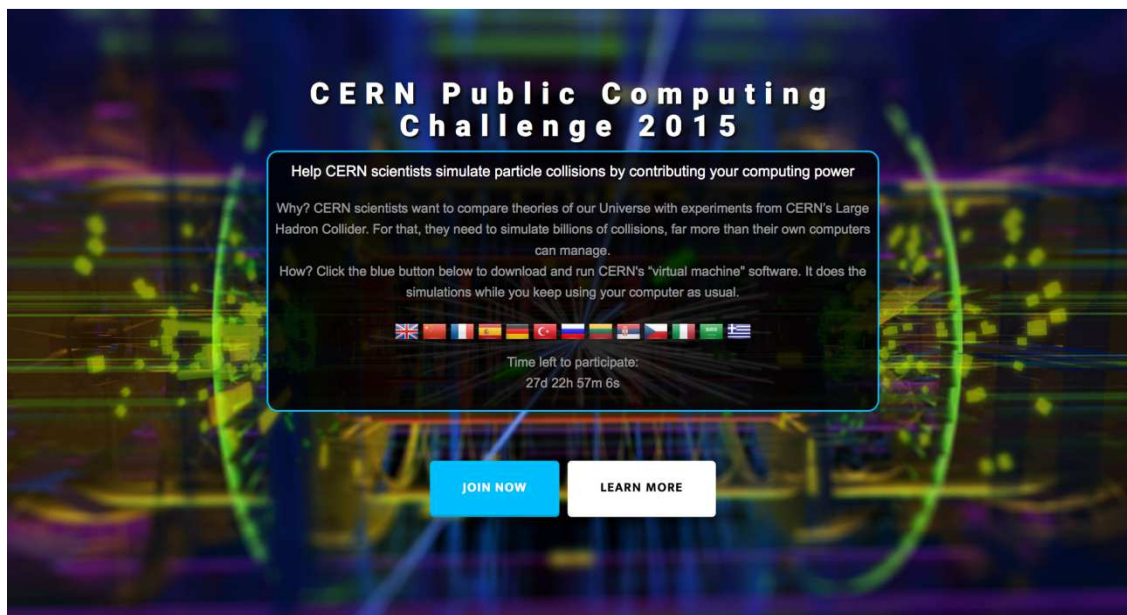 CERN Public Computing
Challenge 2015
Help CERN scientists simulate particle collisions by contributing your computing power
Why? CERN scientists want to compare theories of our Universe with experiments from CERN's Large
Hadron Collider. For that, they need to simulate billions of collisions, far more than their own computers
can manage.
How? Click the blue button below to download and run CERN's "virtual machine" software. It does the
simulations while you keep using your computer as usual.
Time left to participate:
27d 22h 57m 6s
JOIN NOW
LEARN MORE